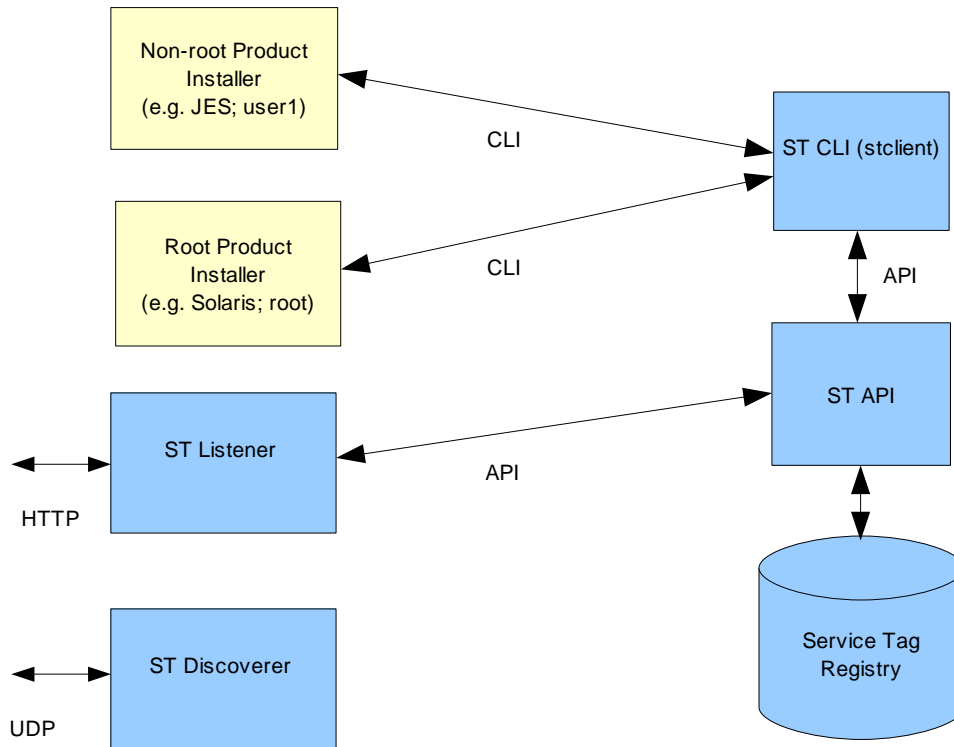 Non-root Product
Installer
(e.g. JES; user1)
CLI
ST CLI (stclient)
Root Product
Installer
(e.g. Solaris; root)
CLI
API
ST API
ST Listener
API
HTTP
Service Tag
Registry
ST Discoverer
UDP